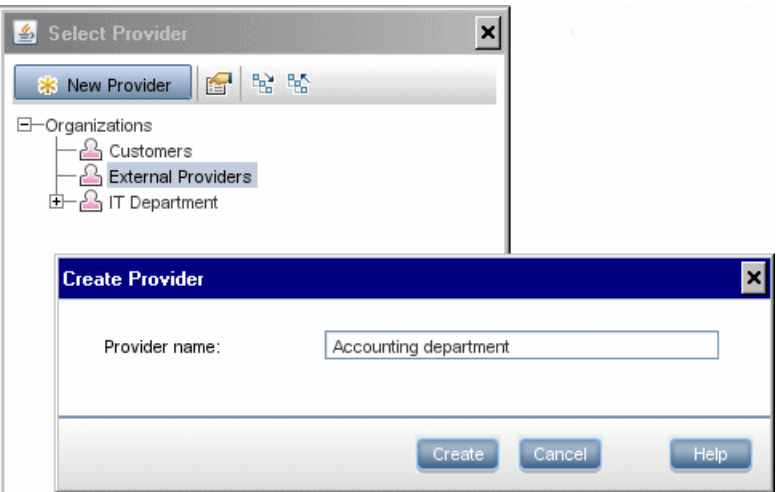 Select Provider
New Provider
Organizations
Customers
External Providers
IT Department
Create Provider
Provider name: Accounting department
Create Cancel Help